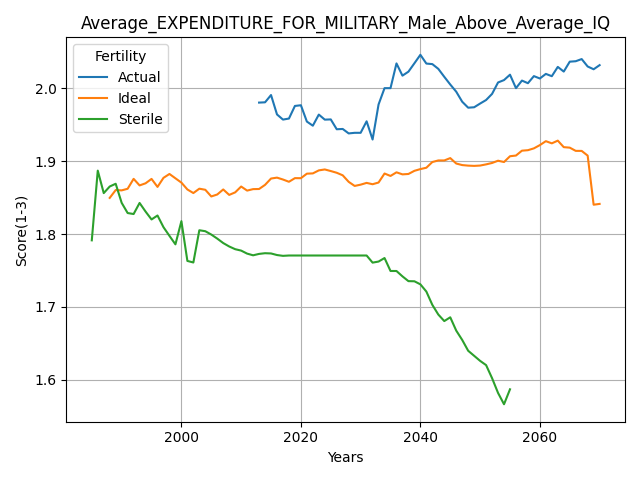 Average_EXPENDITURE_FOR_MILITARY_Male_Above_Average_IQ
Fertility
Actual
Ideal
Sterile
2.0
1.9
1.8
1.7
1.6
Score(1-3)
2000 2020 2040 2060
Years